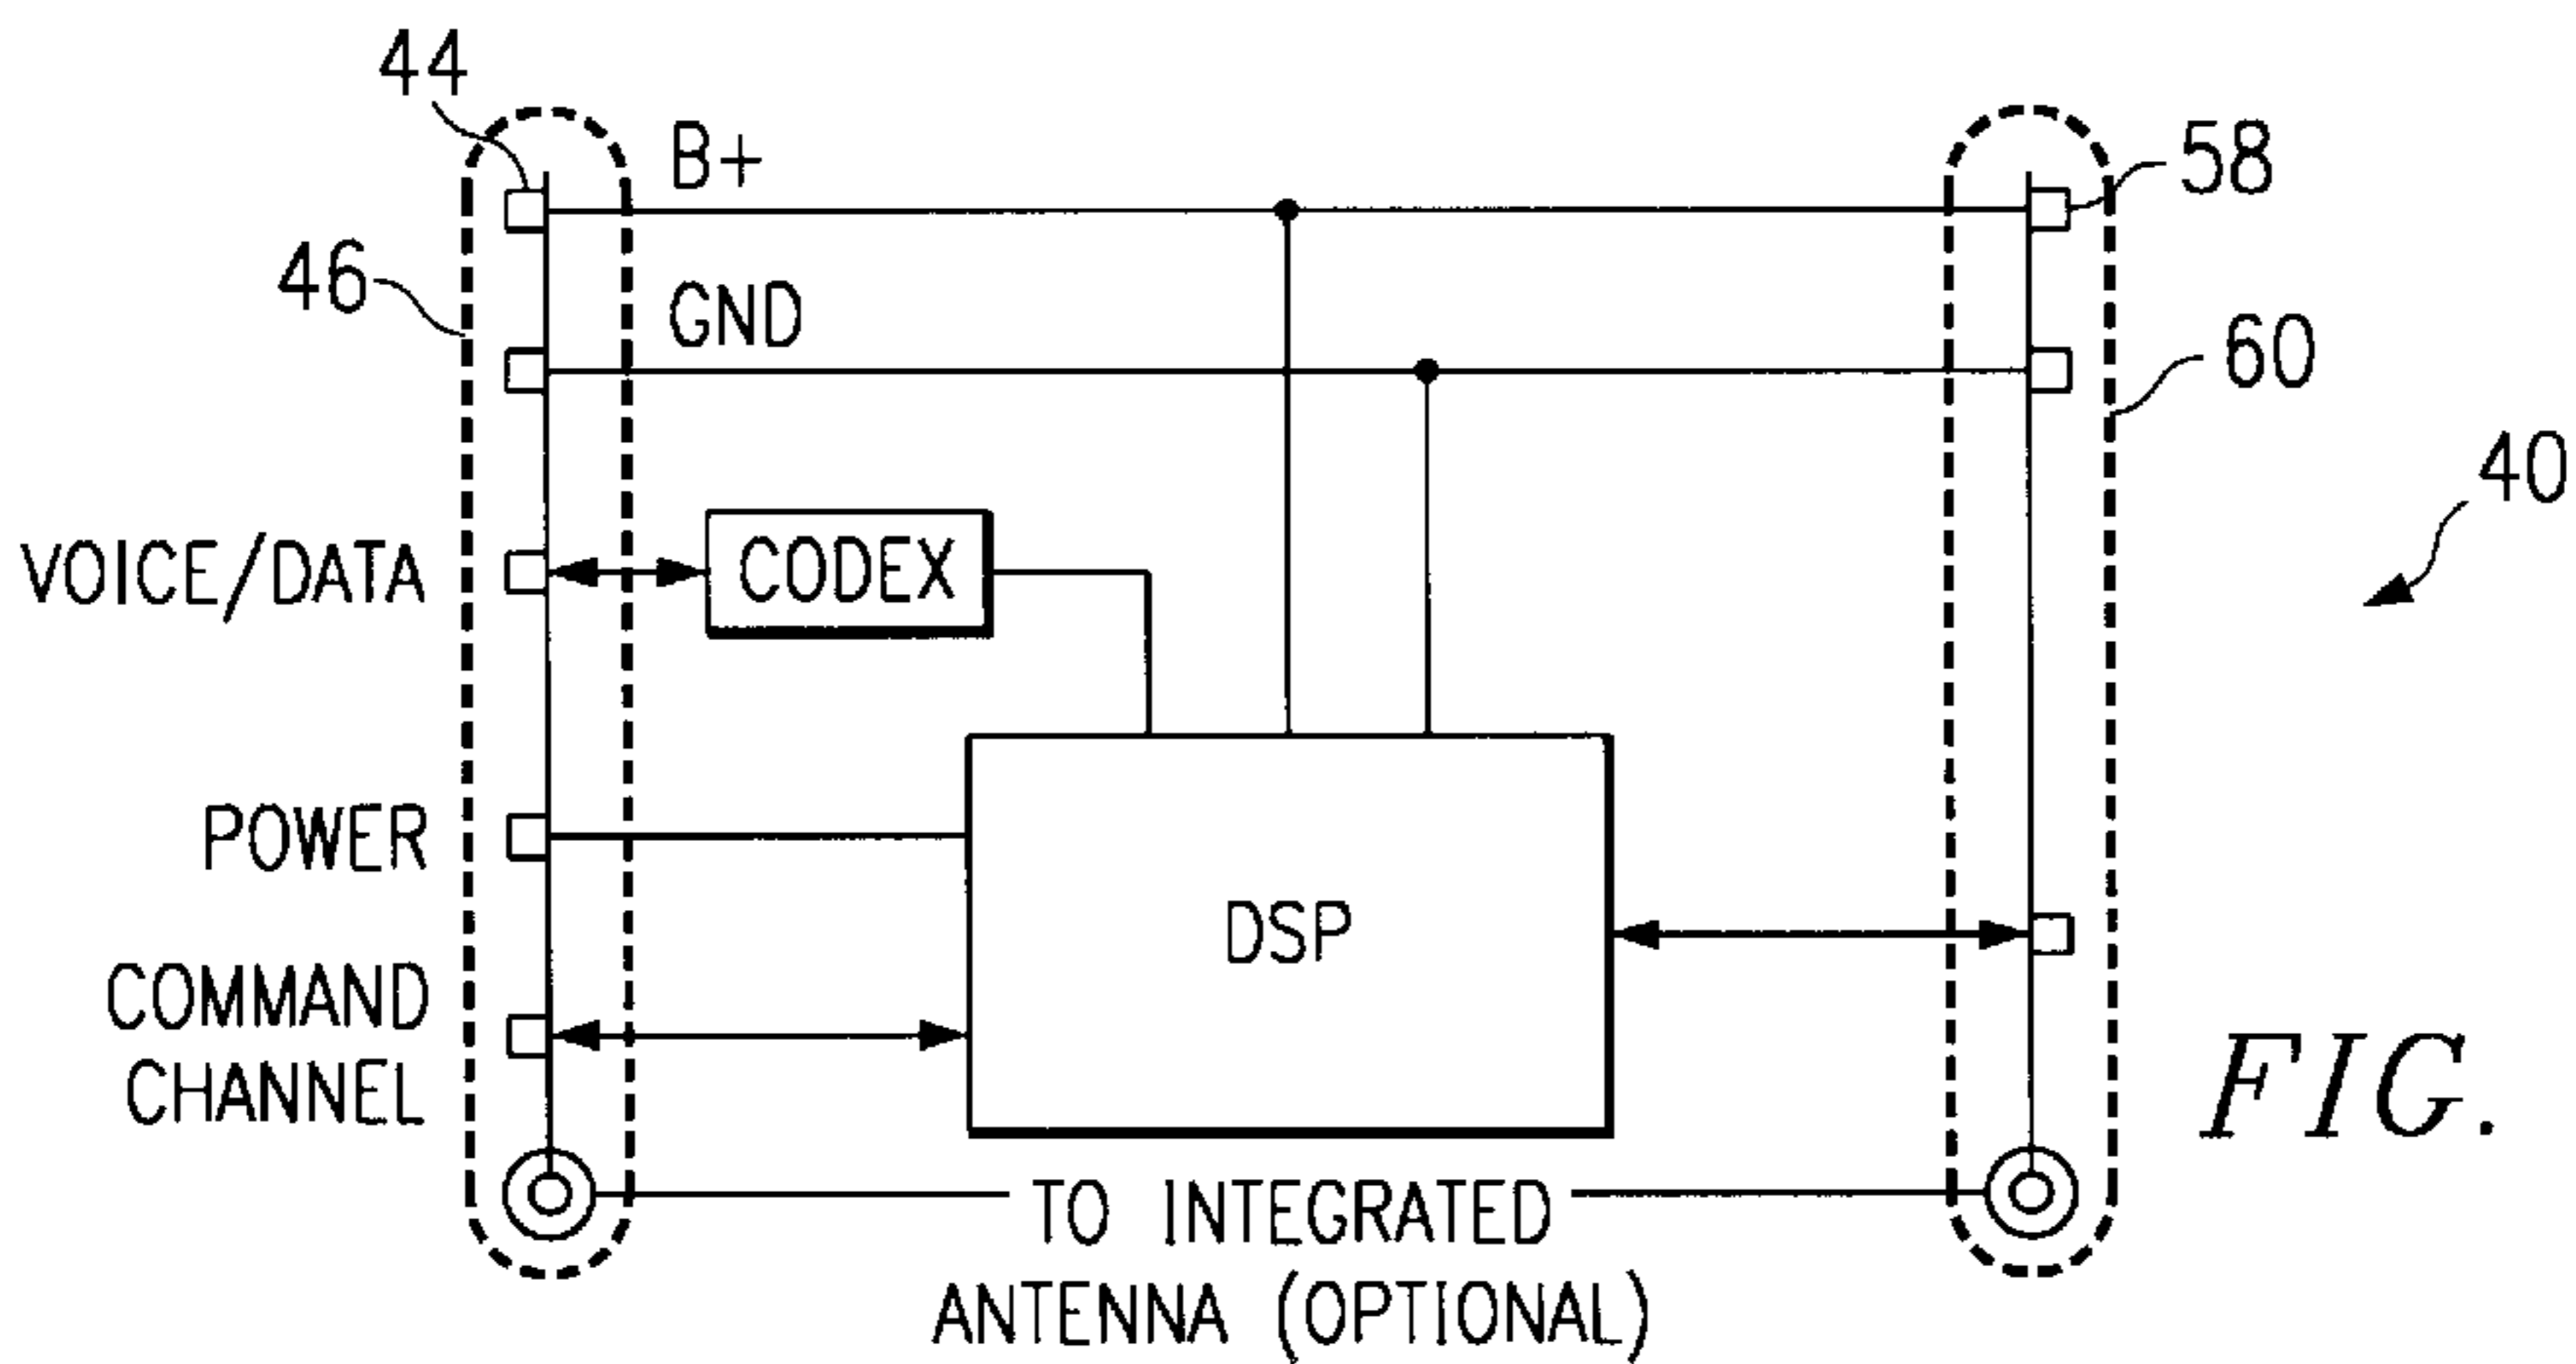 44
B+
58
46
GND
60
40
VOICE/DATA
CODEX
POWER
DSP
COMMAND
CHANNEL
FIG.
TO INTEGRATED
ANTENNA (OPTIONAL)